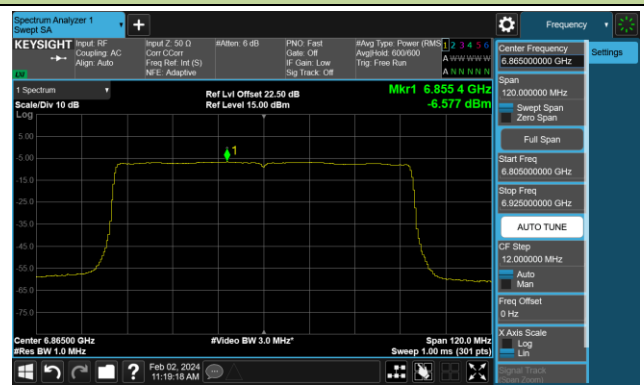 Spectrum Analyzer 1
Swept SA
Frequency
KEYSIGHT
Input: RF
Coupling: AC
Align: Auto
Input Z: 50 Ω
Corr CCorr
Freq Ref: Int (S)
NFE: Adaptive
#Atten: 6 dB
PNO: Fast
Gate: Off
IF Gain: Low
Sig Track: Off
#Avg Type: Power (RMS
Avg|Hold: 600/600
Trig: Free Run
1 2 3 4 5 6
A W W W W W
A N N N N N
LW
1 Spectrum
Scale/Div 10 dB
Ref Lvl Offset 22.50 dB
Ref Level 15.00 dBm
Mkr1 6.855 4 GHz
-6.577 dBm
Log
5.00
-5.00
-15.0
-25.0
-35.0
-45.0
-55.0
-65.0
-75.0
1
Center 6.86500 GHz
#Res BW 1.0 MHz
#Video BW 3.0 MHz*
Span 120.0 MHz
Sweep 1.00 ms (301 pts)
Center Frequency
6.865000000 GHz
Settings
Span
120.000000 MHz
Swept Span
Zero Span
Full Span
Start Freq
6.805000000 GHz
Stop Freq
6.925000000 GHz
AUTO TUNE
CF Step
12.000000 MHz
Auto
Man
Freq Offset
0 Hz
X Axis Scale
Log
Lin
Signal Track
(Span Zoom)
Feb 02, 2024
11:19:18 AM